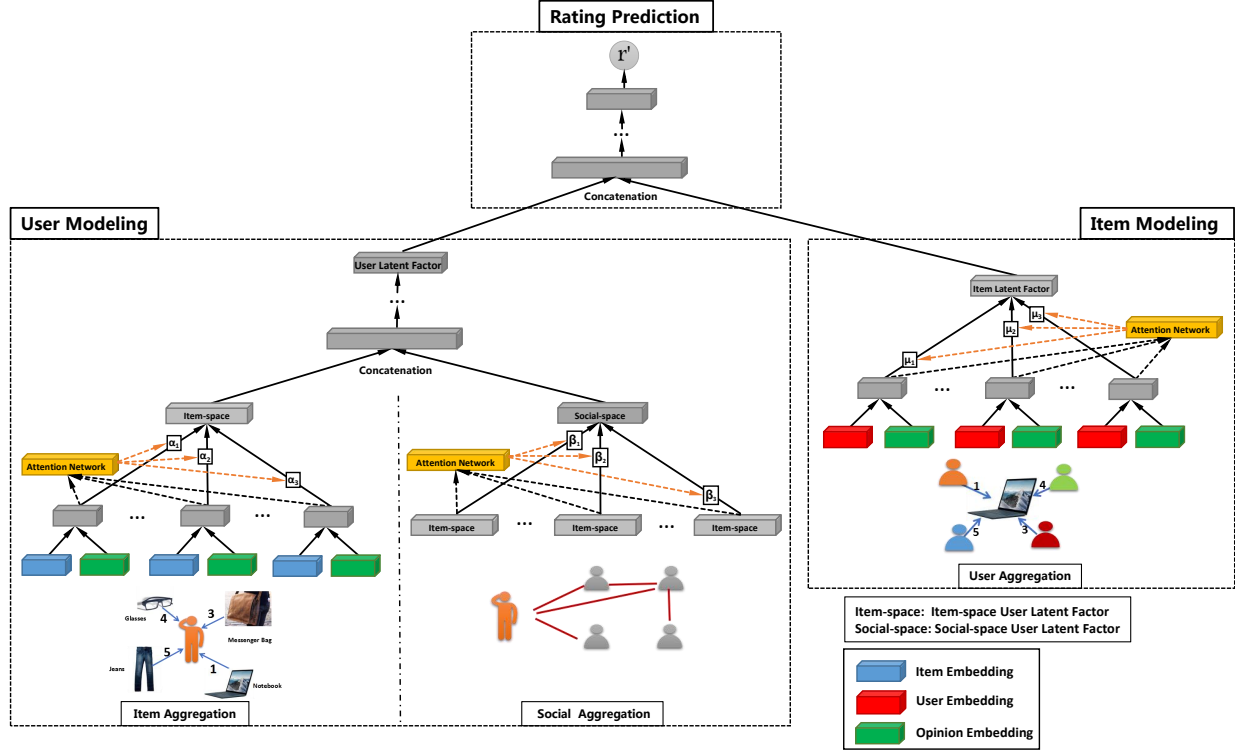 Rating Prediction
r'
...
Concatenation
User Modeling
Item Modeling
User Latent Factor
...
Concatenation
Item Latent Factor
μ₃
μ₂
Attention Network
μ₁
...
...
Item-space
Social-space
α₁
α₂
Attention Network
α₃
β₁
β₂
Attention Network
β₃
...
...
Item-space
...
Item-space
...
Item-space
1
4
5
3
User Aggregation
Glasses
4
3
Messenger Bag
Jeans
5
1
Notebook
Item Aggregation
Social Aggregation
Item-space: Item-space User Latent Factor
Social-space: Social-space User Latent Factor
Item Embedding
User Embedding
Opinion Embedding